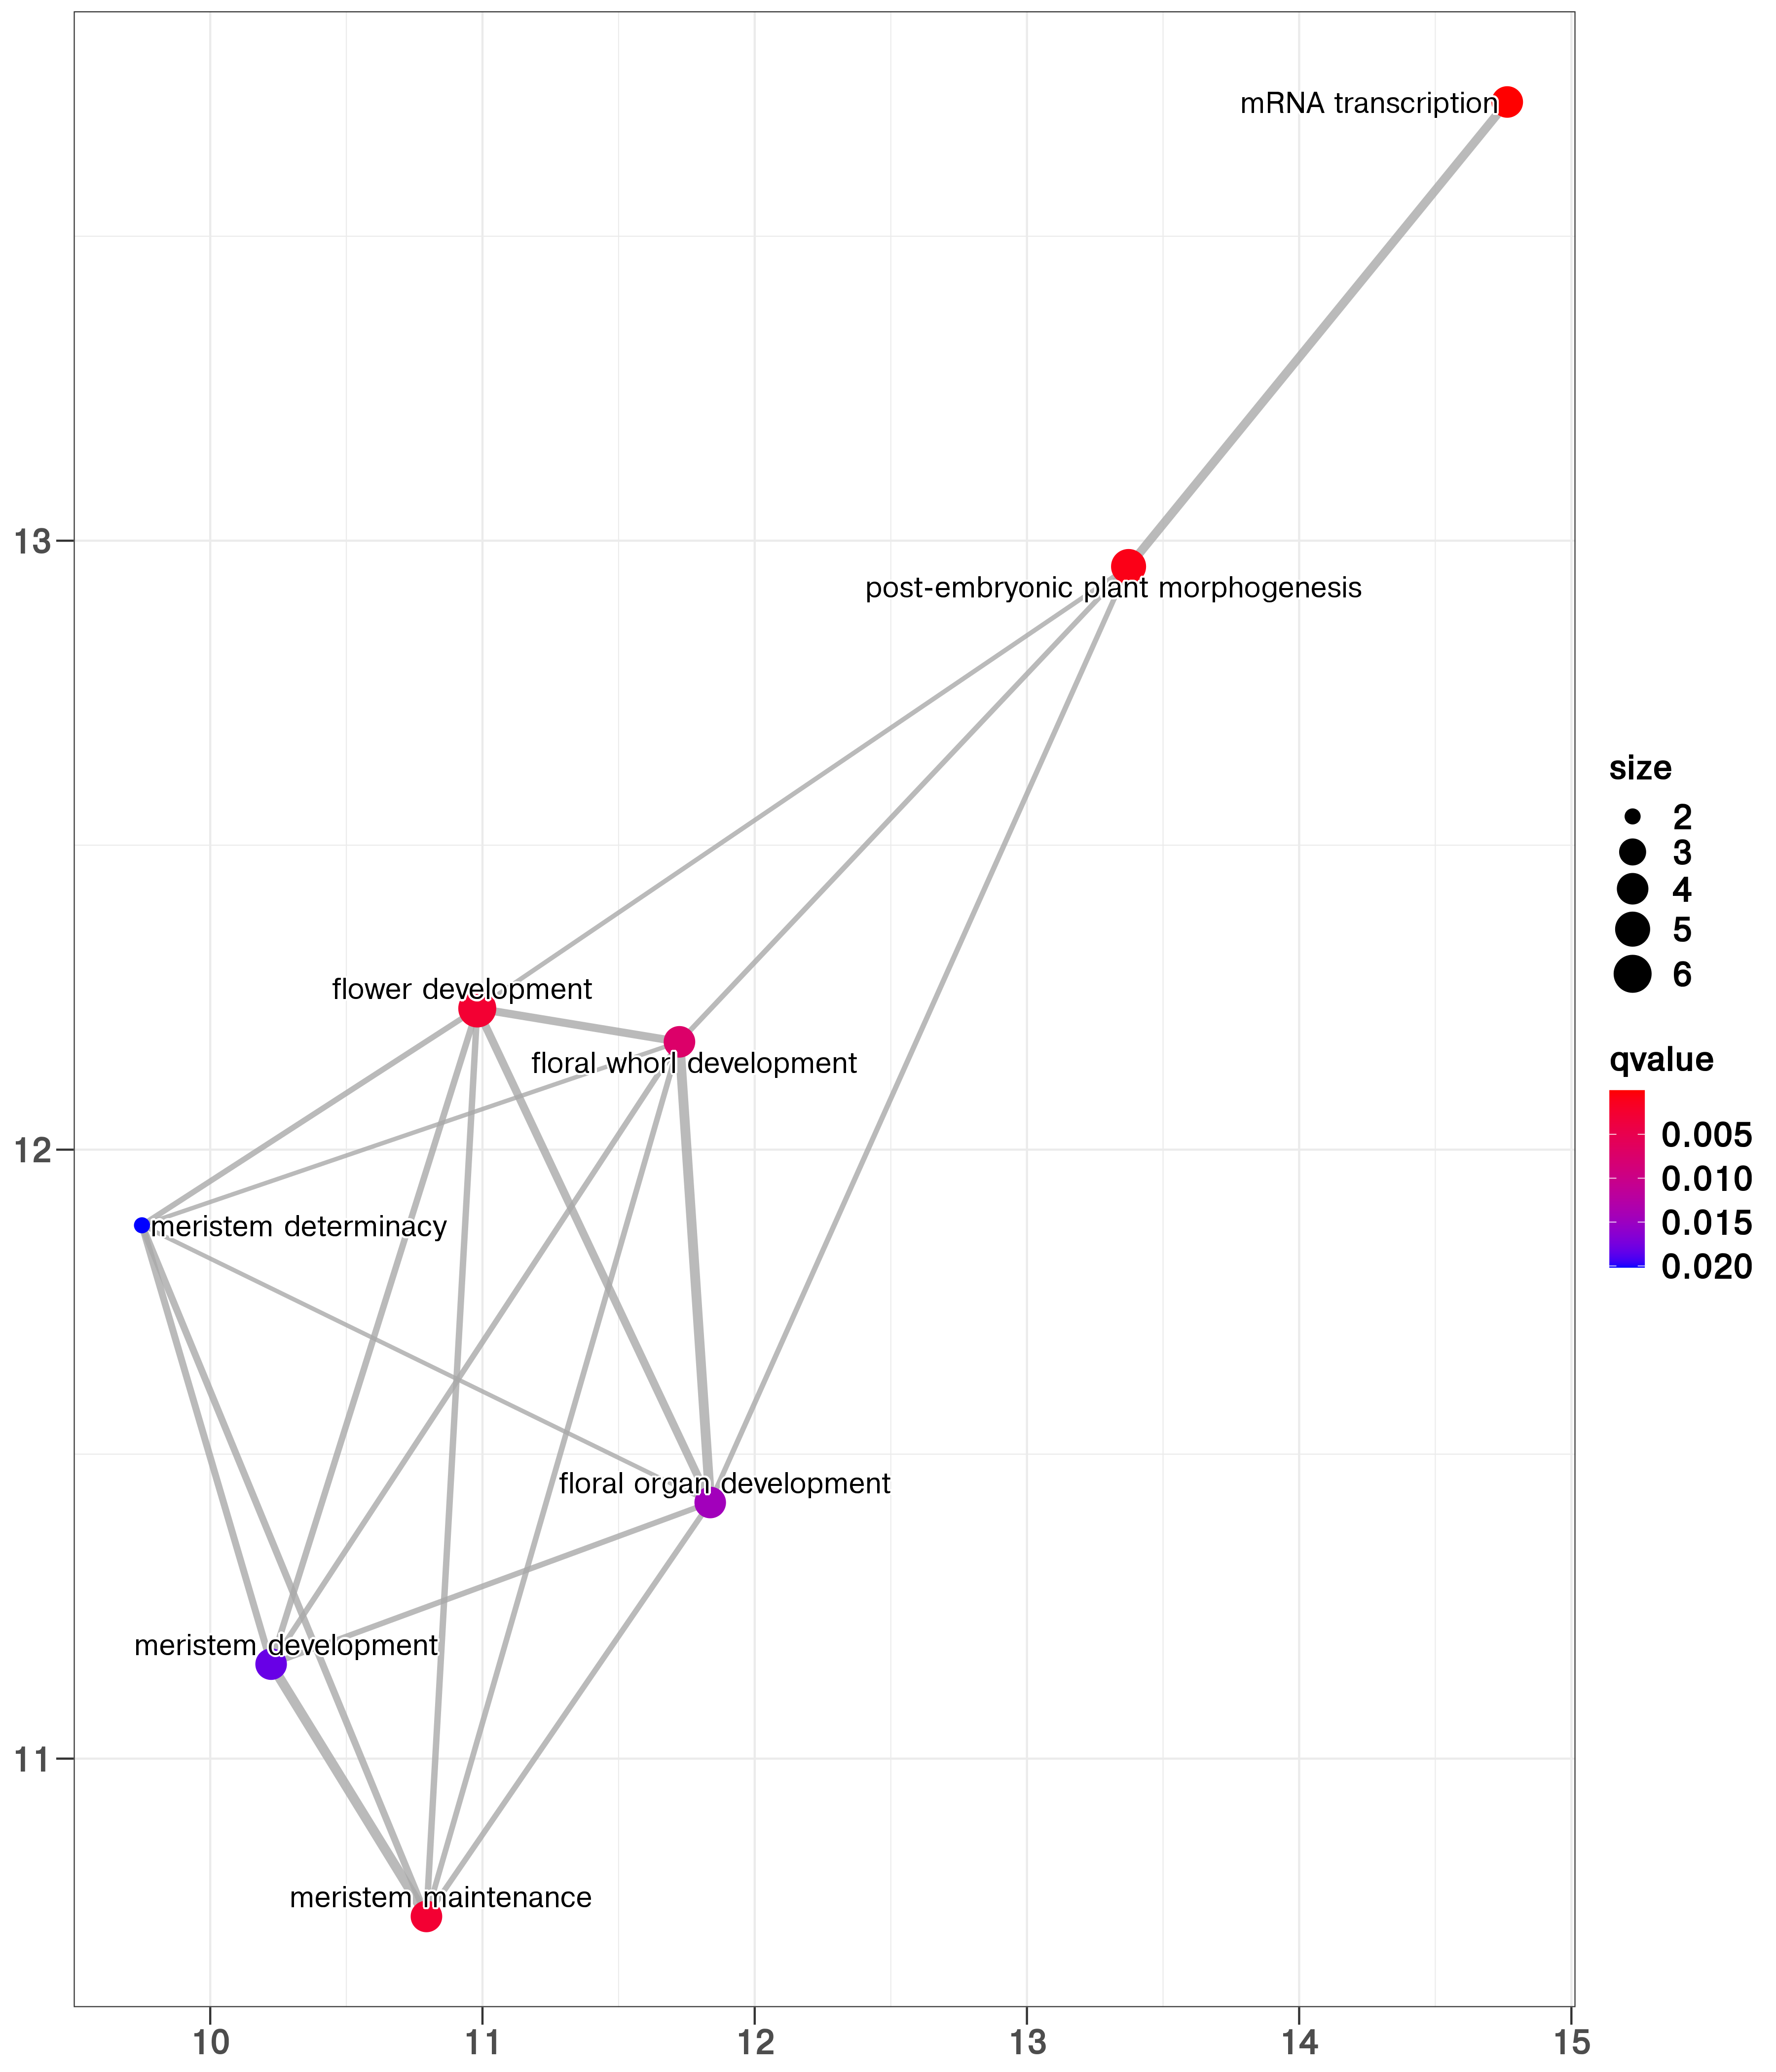 mRNA transcription
13
post-embryonic plant morphogenesis
size
2
3
4
5
6
flower development
floral whorl development
qvalue
0.005
0.010
0.015
0.020
12
meristem determinacy
floral organ development
meristem development
11
meristem maintenance
10
11
12
13
14
15